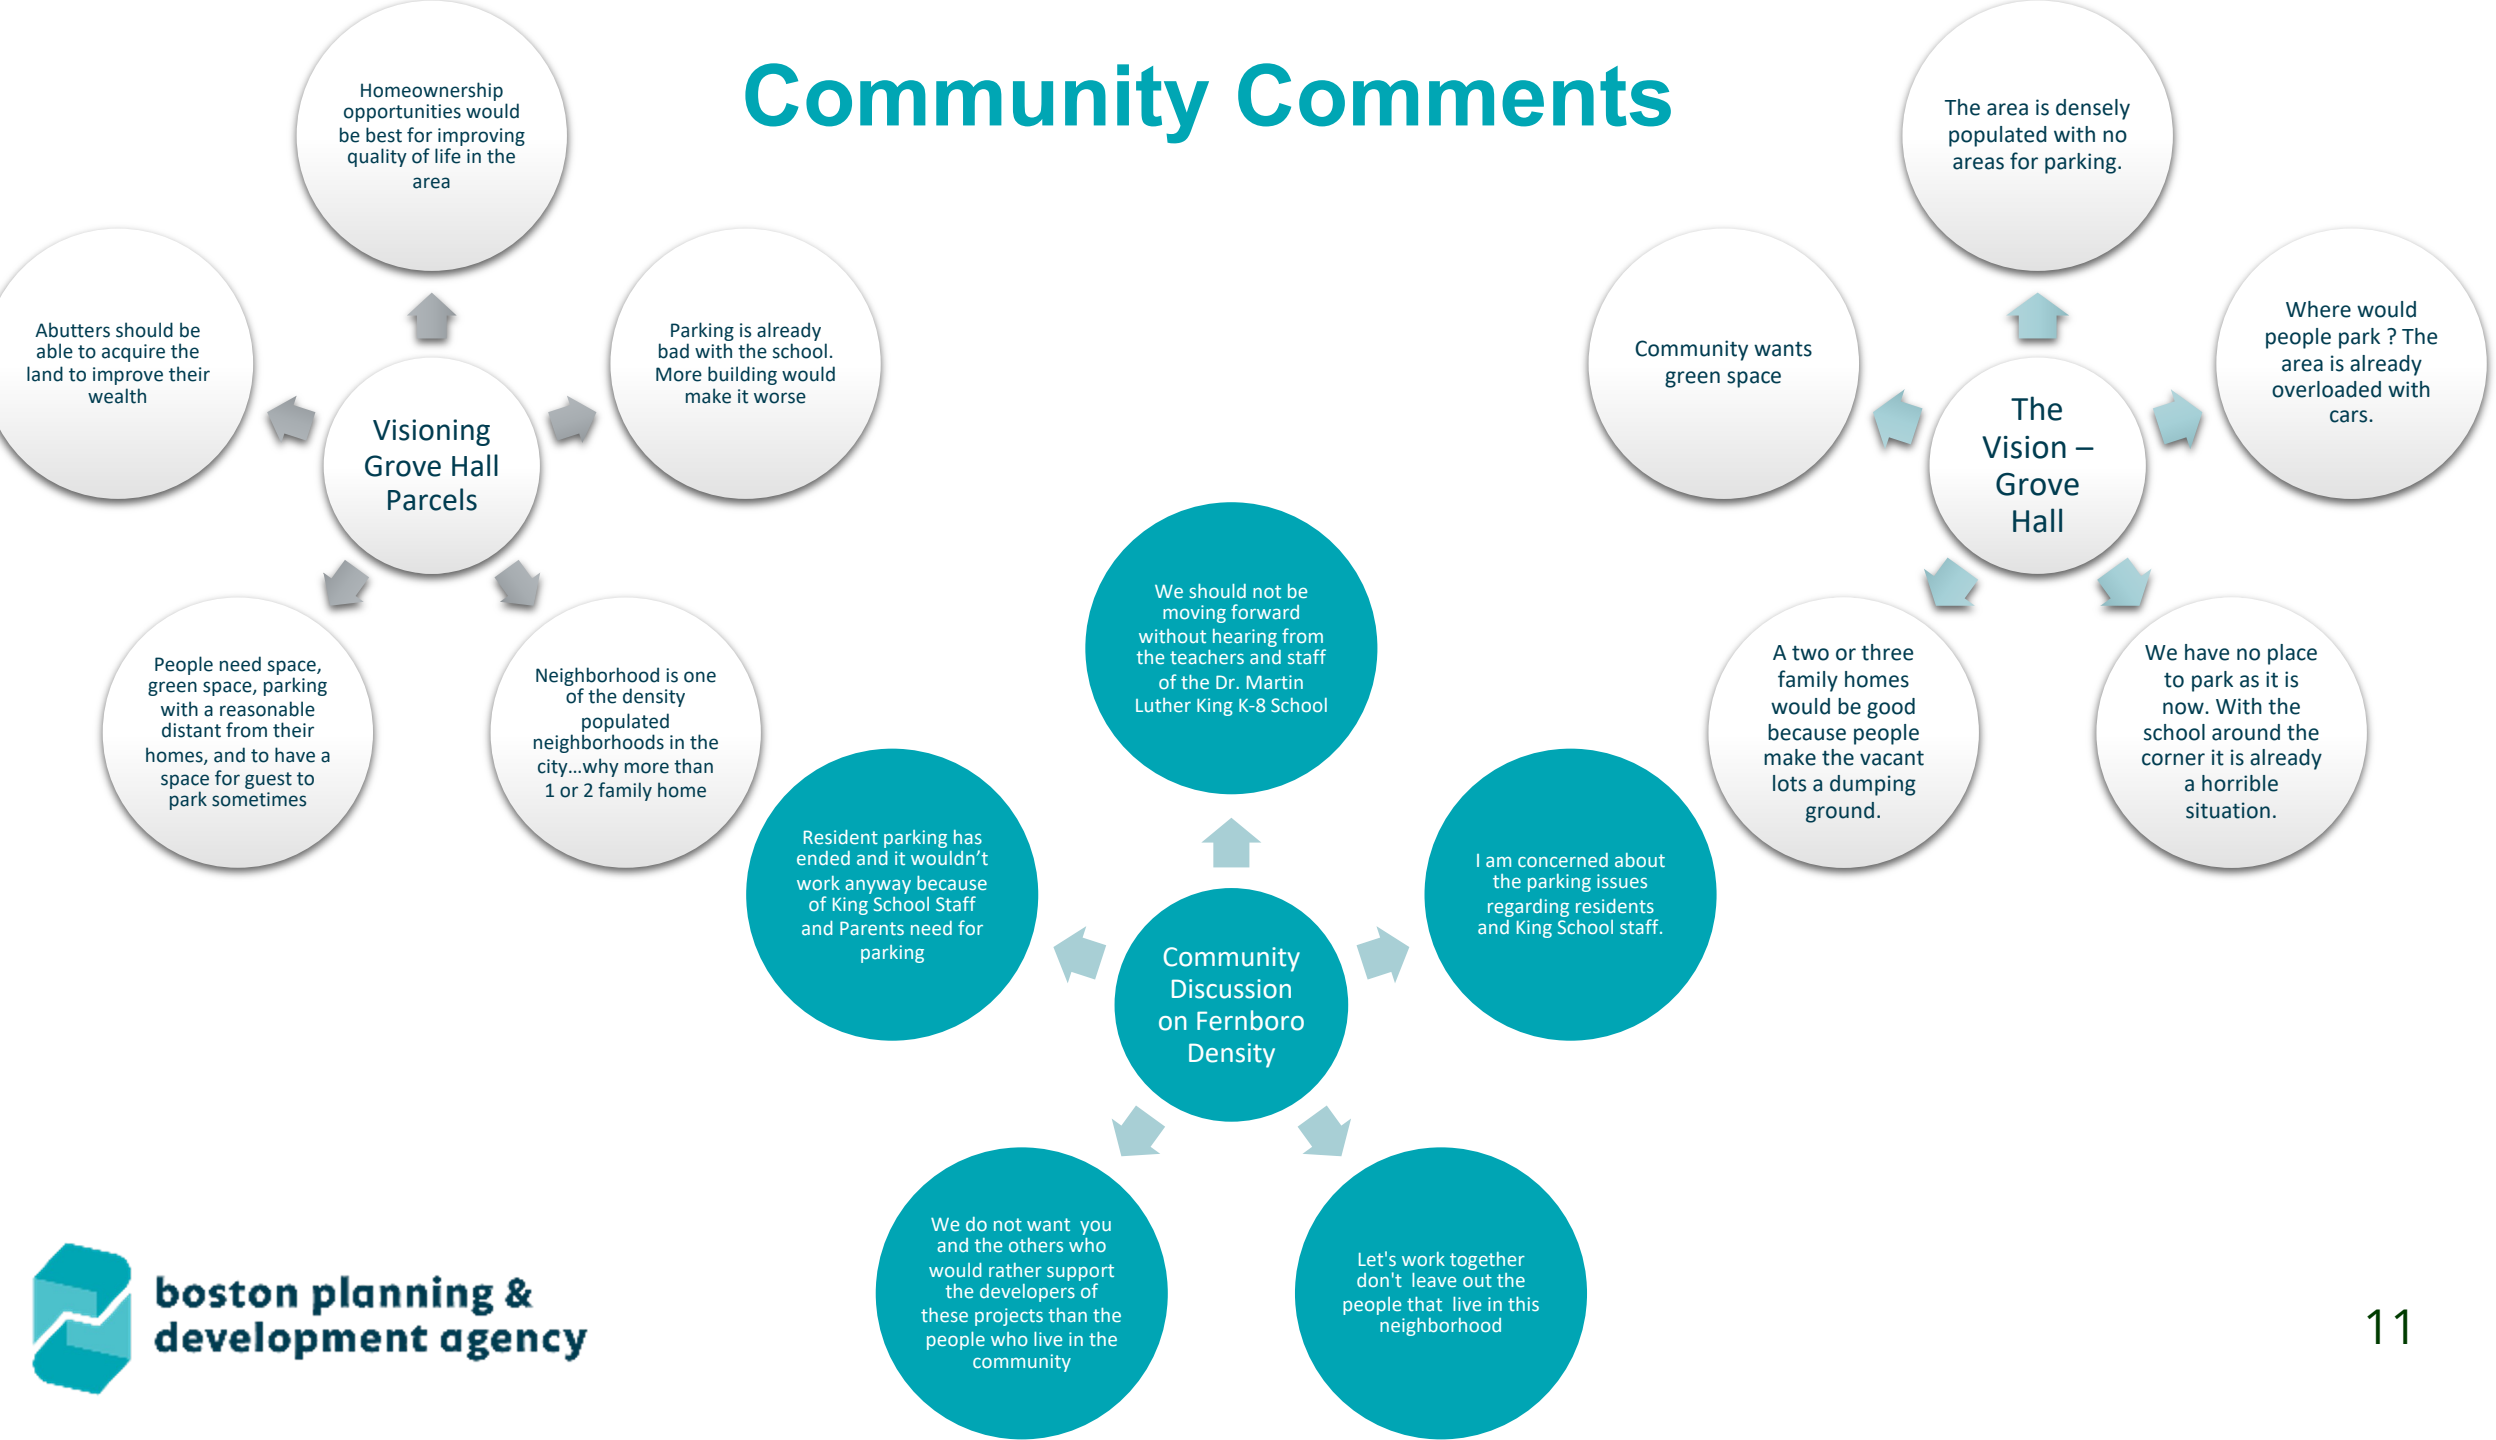 Community Comments
Homeownership
opportunities would
be best for improving
quality of life in the
area
Abutters should be
able to acquire the
land to improve their
wealth
Parking is already
bad with the school.
More building would
make it worse
Visioning
Grove Hall
Parcels
People need space,
green space, parking
with a reasonable
distant from their
homes, and to have a
space for guest to
park sometimes
Neighborhood is one
of the density
populated
neighborhoods in the
city...why more than
1 or 2 family home
The area is densely
populated with no
areas for parking.
Community wants
green space
Where would
people park ? The
area is already
overloaded with
cars.
The
Vision –
Grove
Hall
A two or three
family homes
would be good
because people
make the vacant
lots a dumping
ground.
We have no place
to park as it is
now. With the
school around the
corner it is already
a horrible
situation.
We should not be
moving forward
without hearing from
the teachers and staff
of the Dr. Martin
Luther King K-8 School
Resident parking has
ended and it wouldn't
work anyway because
of King School Staff
and Parents need for
parking
I am concerned about
the parking issues
regarding residents
and King School staff.
Community
Discussion
on Fernboro
Density
We do not want  you
and the others who
would rather support
the developers of
these projects than the
people who live in the
community
Let's work together
don't  leave out the
people that  live in this
neighborhood
boston planning &
development agency
11